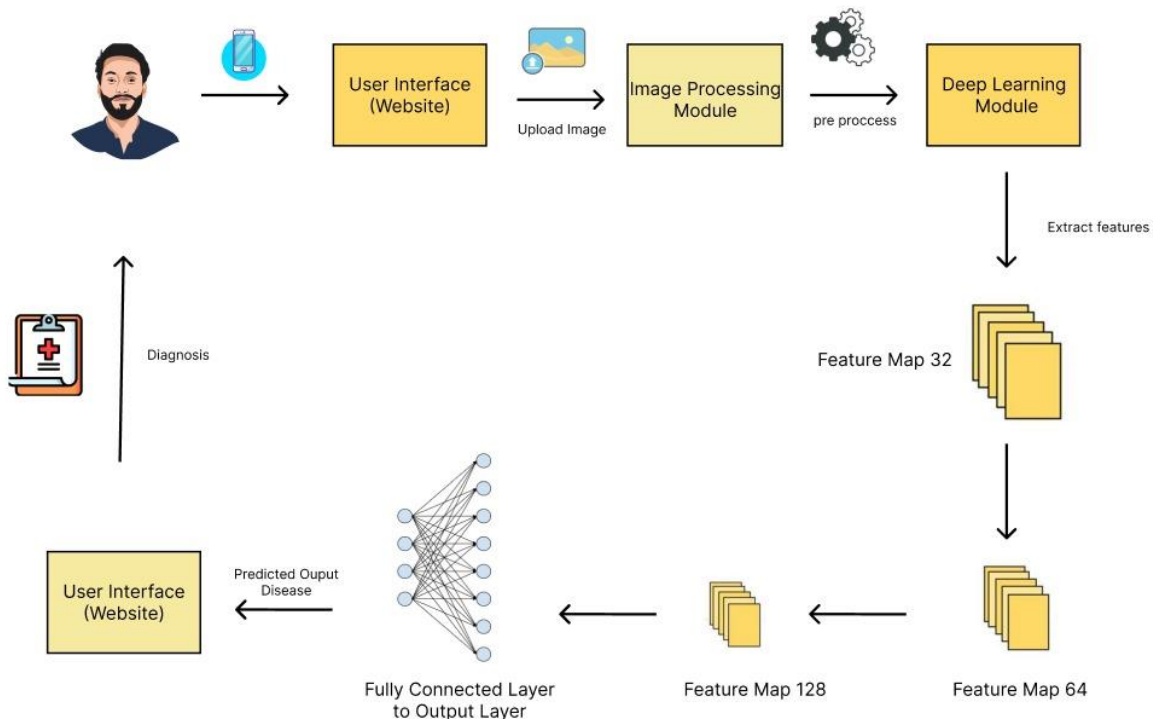 User Interface
(Website)
Upload Image
Image Processing
Module
pre proccess
Deep Learning
Module
Extract features
Feature Map 32
Feature Map 64
Feature Map 128
Fully Connected Layer
to Output Layer
Predicted Ouput
Disease
User Interface
(Website)
Diagnosis